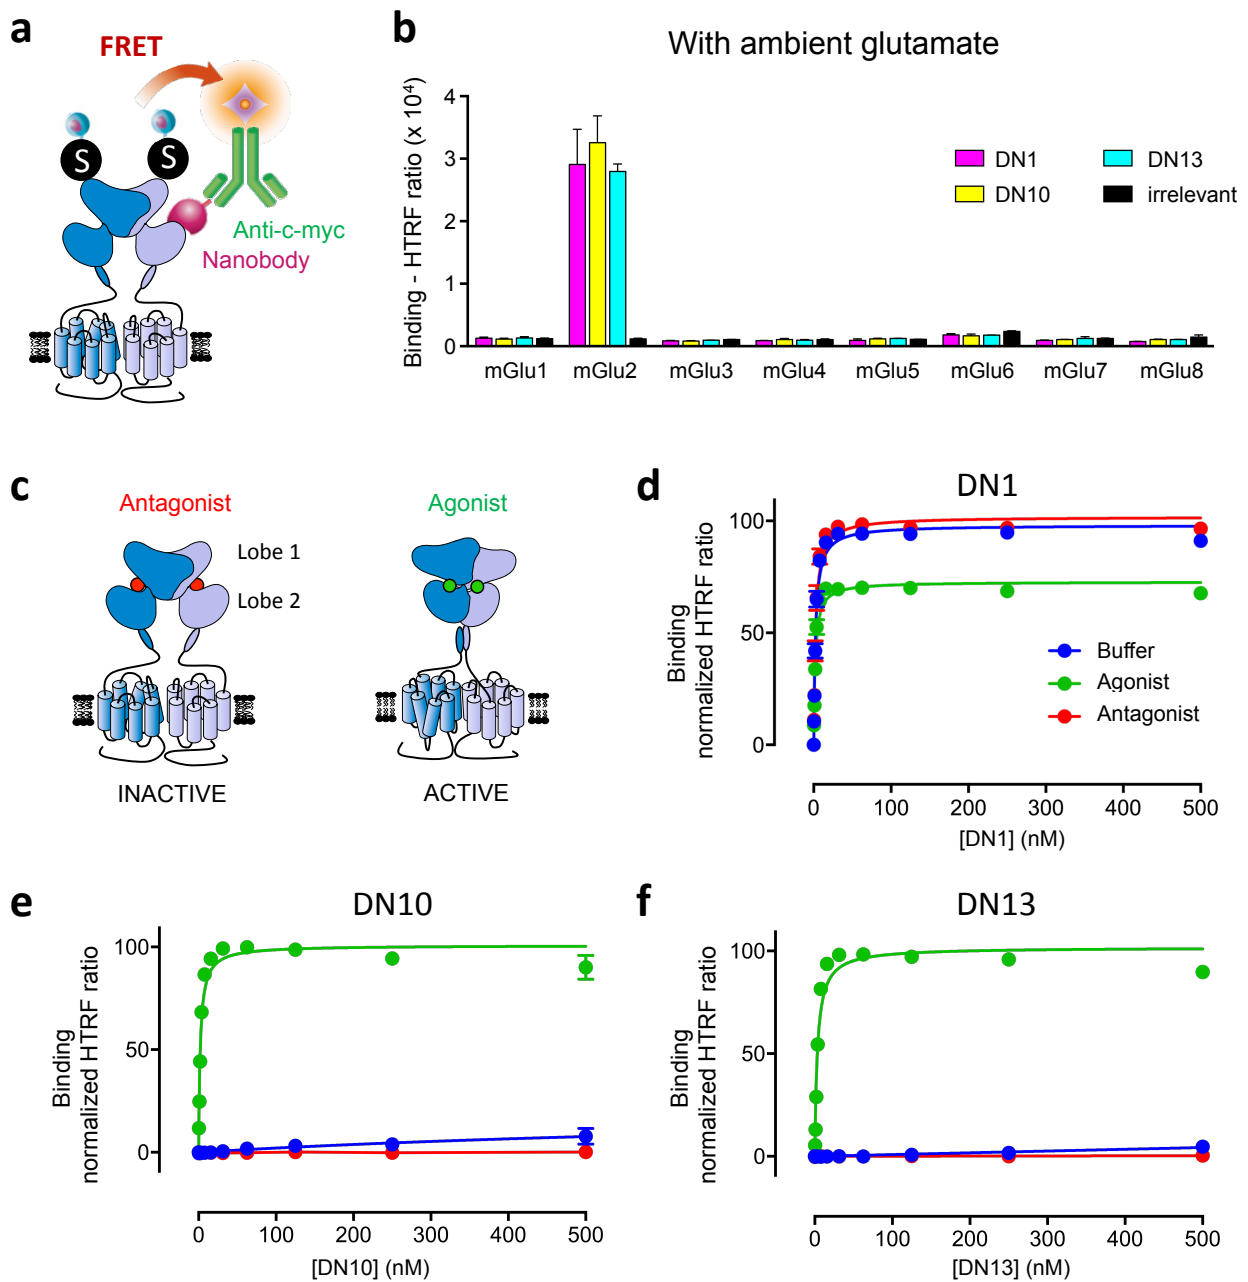 a
FRET
S
S
Anti-c-myc
Nanobody
b
With ambient glutamate
Binding - HTRF ratio (x 10⁴)
4
3
2
1
0
DN1
DN13
DN10
irrelevant
mGlu1 mGlu2 mGlu3 mGlu4 mGlu5 mGlu6 mGlu7 mGlu8
c
Antagonist
Agonist
Lobe 1
Lobe 2
INACTIVE
ACTIVE
d
DN1
Binding
normalized HTRF ratio
100
50
0
Buffer
Agonist
Antagonist
0 100 200 300 400 500
[DN1] (nM)
e
DN10
Binding
normalized HTRF ratio
100
50
0
0 100 200 300 400 500
[DN10] (nM)
f
DN13
Binding
normalized HTRF ratio
100
50
0
0 100 200 300 400 500
[DN13] (nM)